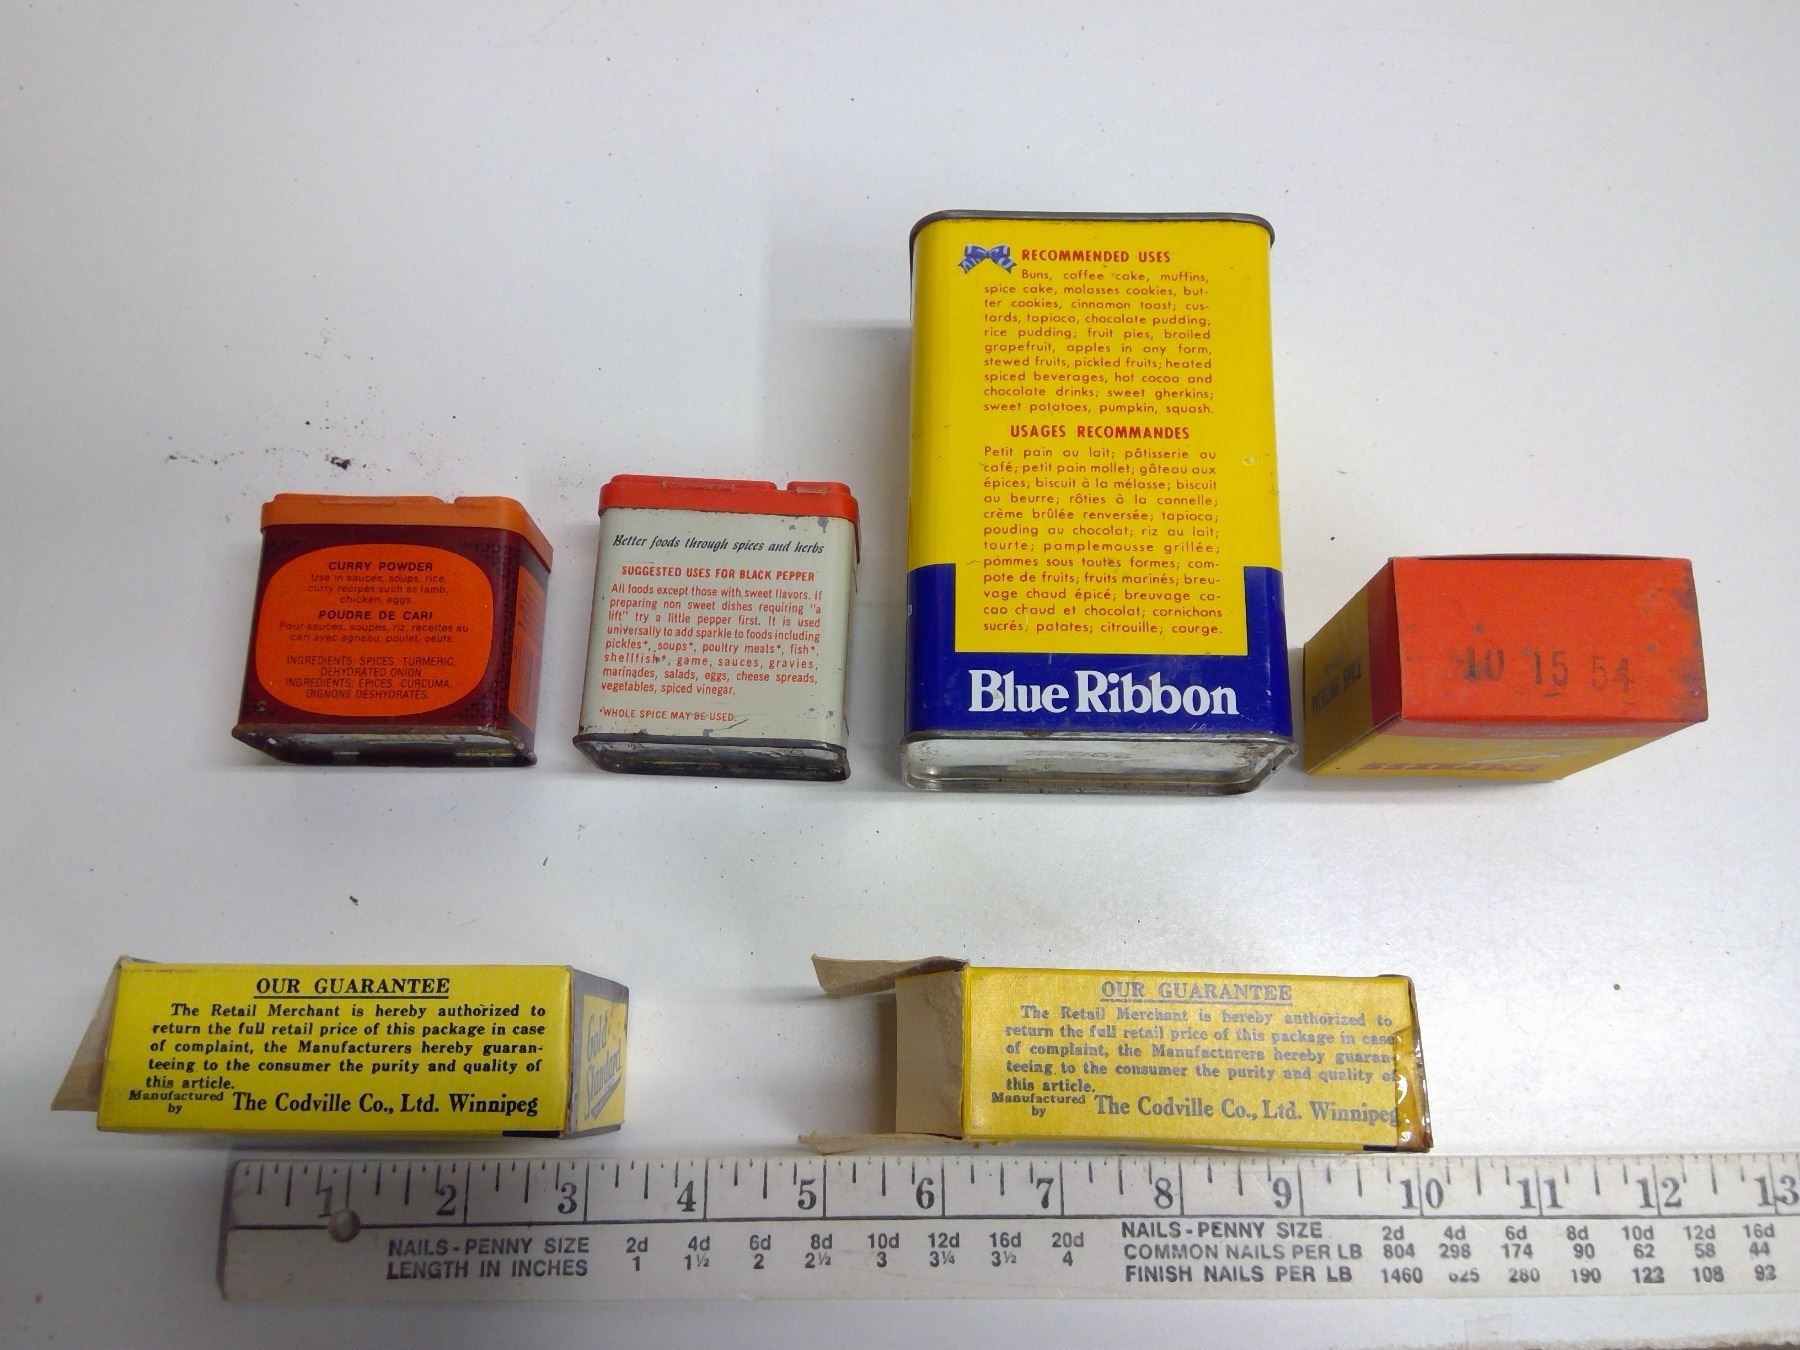 CURRY POWDER
Use in sauces, soups, rice,
curry recipes such as lamb,
chicken, eggs.
POUDRE DE CARI
Pour sauces, soupes, riz, recettes au
cari avec agneau, poulet, oeufs.
INGREDIENTS: SPICES, TURMERIC,
DEHYDRATED ONION.
INGREDIENTS: EPICES, CURCUMA,
OIGNONS DESHYDRATES.
Better foods through spices and herbs
SUGGESTED USES FOR BLACK PEPPER
All foods except those with sweet flavors. If
preparing non sweet dishes requiring "a
lift" try a little pepper first. It is used
universally to add sparkle to foods including
pickles*, soups*, poultry meats*, fish*,
shellfish*, game, sauces, gravies,
marinades, salads, eggs, cheese spreads,
vegetables, spiced vinegar.
*WHOLE SPICE MAY BE USED.
RECOMMENDED USES
Buns, coffee cake, muffins,
spice cake, molasses cookies, but-
ter cookies, cinnamon toast; cus-
tards, tapioca, chocolate pudding,
rice pudding; fruit pies, broiled
grapefruit, apples in any form,
stewed fruits, pickled fruits; heated
spiced beverages, hot cocoa and
chocolate drinks; sweet gherkins;
sweet potatoes, pumpkin, squash.
USAGES RECOMMANDES
Petit pain au lait; pâtisserie au
café; petit pain mollet; gâteau aux
épices; biscuit à la mélasse; biscuit
au beurre; rôties à la cannelle;
crème brûlée renversée; tapioca;
pouding au chocolat; riz au lait;
tourte; pamplemousse grillée;
pommes sous toutes formes; com-
pote de fruits; fruits marinés; breu-
vage chaud épicé; breuvage ca-
cao chaud et chocolat; cornichons
sucrés; patates; citrouille; courge.
Blue Ribbon
PICKLING SPICE
10 15 54
OUR GUARANTEE
The Retail Merchant is hereby authorized to
return the full retail price of this package in case
of complaint, the Manufacturers hereby guaran-
teeing to the consumer the purity and quality of
this article.
Manufactured by The Codville Co., Ltd. Winnipeg
Gold
Standard
OUR GUARANTEE
The Retail Merchant is hereby authorized to
return the full retail price of this package in case
of complaint, the Manufacturers hereby guaran-
teeing to the consumer the purity and quality of
this article.
Manufactured by The Codville Co., Ltd. Winnipeg
1 2 3 4 5 6 7 8 9 10 11 12 13
NAILS-PENNY SIZE 2d 4d 6d 8d 10d 12d 16d 20d
LENGTH IN INCHES 1 1½ 2 2½ 3 3¼ 3½ 4
NAILS-PENNY SIZE 2d 4d 6d 8d 10d 12d 16d
COMMON NAILS PER LB 804 298 174 90 62 58 44
FINISH NAILS PER LB 1460 625 280 190 123 108 93